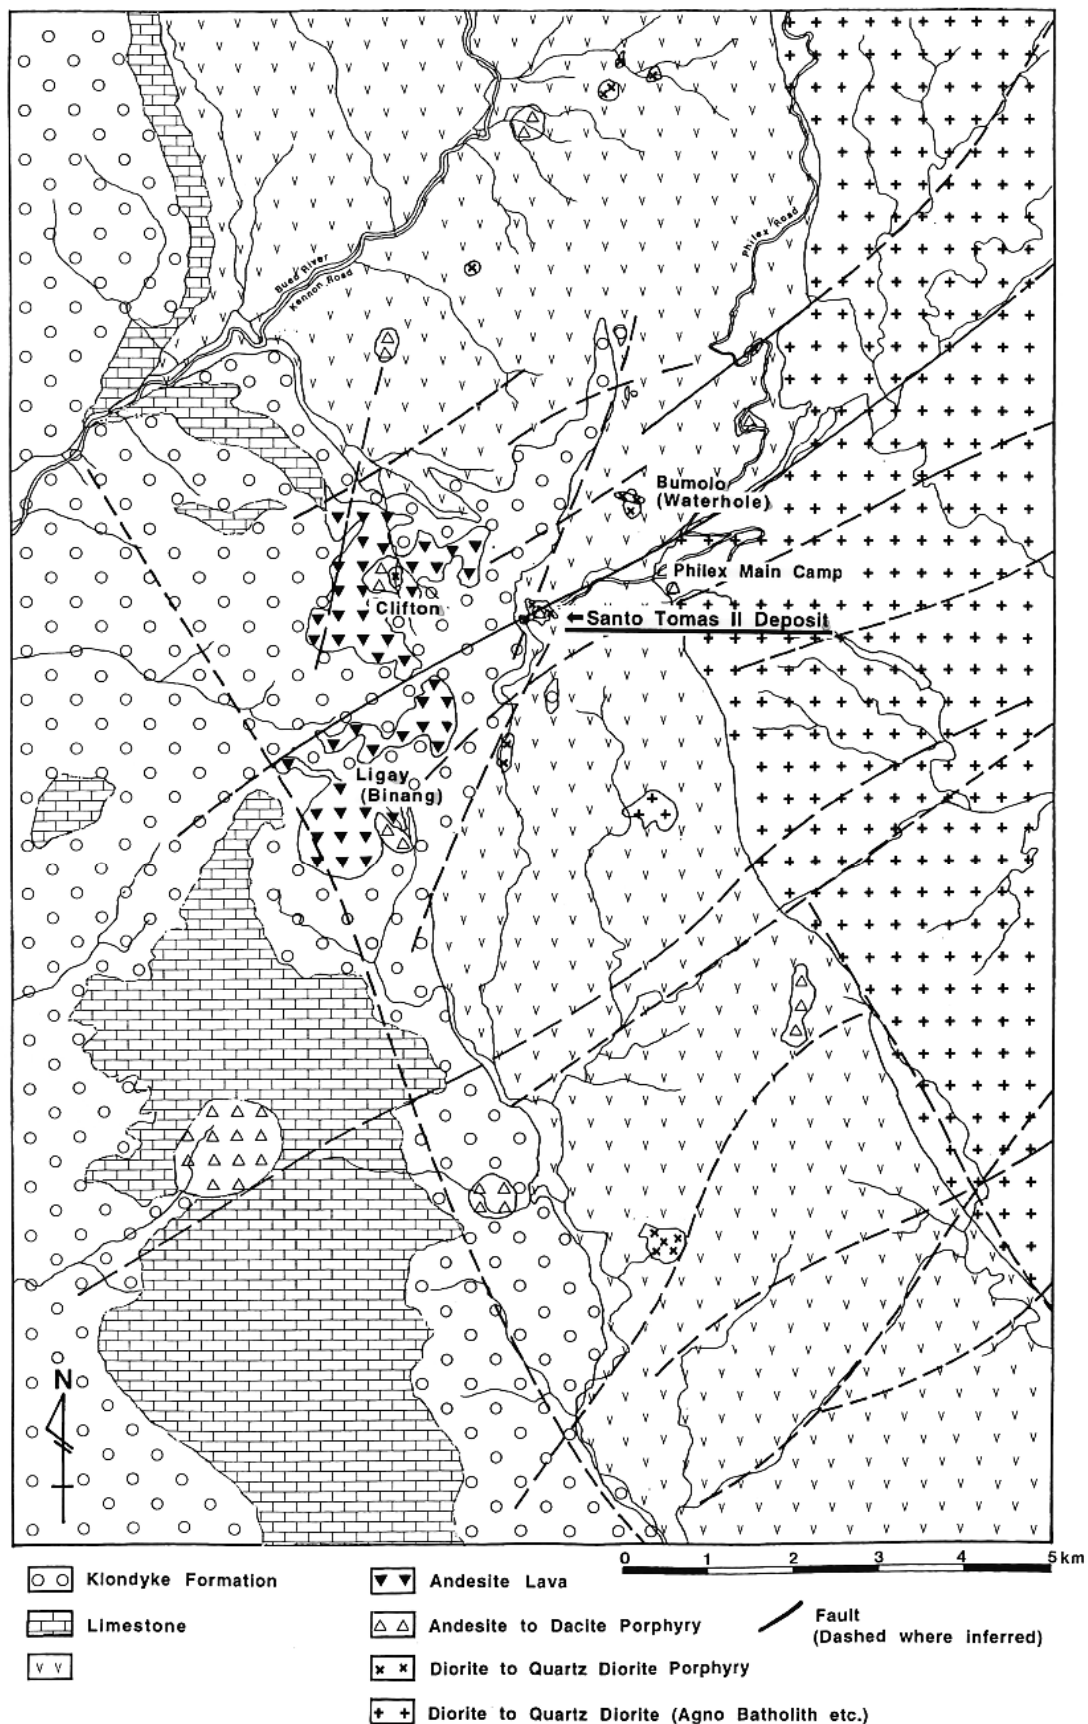 Bued River
Kennon Road
Philex Road
Bumolo
(Waterhole)
Philex Main Camp
Clifton
Santo Tomas II Deposit
Ligay
(Binang)
N
0 1 2 3 4 5 km
Klondyke Formation
Limestone
Andesite Lava
Andesite to Dacite Porphyry
Diorite to Quartz Diorite Porphyry
Diorite to Quartz Diorite (Agno Batholith etc.)
Fault
(Dashed where inferred)